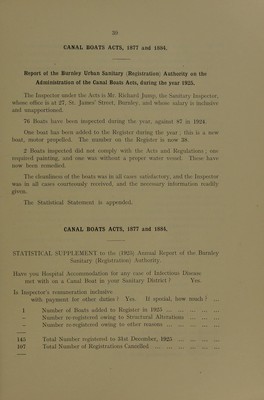 39
CANAL BOATS ACTS, 1877 and 1884.
Report of the Burnley Urban Sanitary (Registration) Authority on the
Administration of the Canal Boats Acts, during the year 1925.
The Inspector under the Acts is Mr. Richard Jump, the Sanitary Inspector,
whose office is at 27, St. James' Street, Burnley, and whose salary is inclusive
and unapportioned.
76 Boats have been inspected during the year, against 67 in 1924.
One boat has been added to the Register during the year; this is a new
boat, motor propelled. The number on the Register is now 38.
2 Boats inspected did not comply with the Acts and Regulations; one
required painting, and one was without a proper water vessel. These have
now been remedied.
The cleanliness of the boats was in all cases satisfactory, and the Inspector
was in all cases courteously received, and the necessary information readily
given.
The Statistical Statement is appended.
CANAL BOATS ACTS, 1877 and 1884.
STATISTICAL SUPPLEMENT to the (1925) Annual Report of the Burnley
Sanitary (Registration) Authority.
Have you Hospital Accommodation for any case of Infectious Disease
met with on a Canal Boat in your Sanitary District? Yes.
Is Inspector's remuneration inclusive
with payment for other duties? Yes. If special, how much? ...
1 Number of Boats added to Register in 1925 ... ... ... ...
– Number re-registered owing to Structural Alterations ... ...
– Number re-registered owing to other reasons ... ... ... ...
145 Total Number registered to 31st December, 1925 ... ... ...
107 Total Number of Registrations Cancelled ... ... ... ... ...